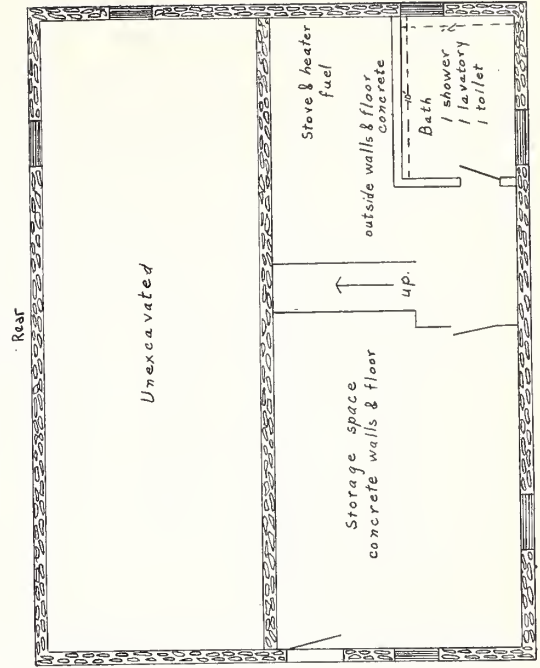 Rear
Unexcavated
Stove & heater
fuel
outside walls & floor
concrete
10'
Bath
1 shower
1 lavatory
1 toilet
up.
Storage space
concrete walls & floor